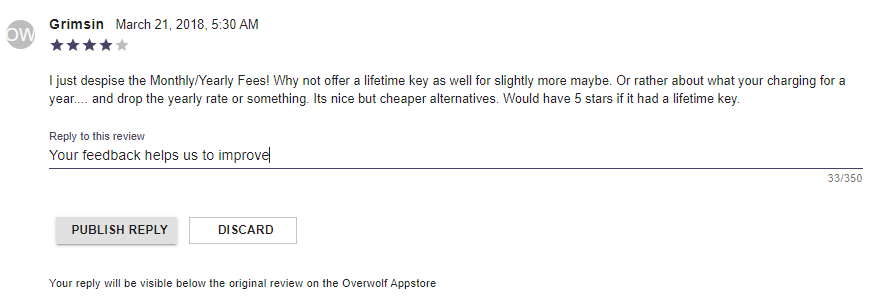 OW
Grimsin March 21, 2018, 5:30 AM
I just despise the Monthly/Yearly Fees! Why not offer a lifetime key as well for slightly more maybe. Or rather about what your charging for a
year.... and drop the yearly rate or something. Its nice but cheaper alternatives. Would have 5 stars if it had a lifetime key.
Reply to this review
Your feedback helps us to improve
33/350
PUBLISH REPLY DISCARD
Your reply will be visible below the original review on the Overwolf Appstore